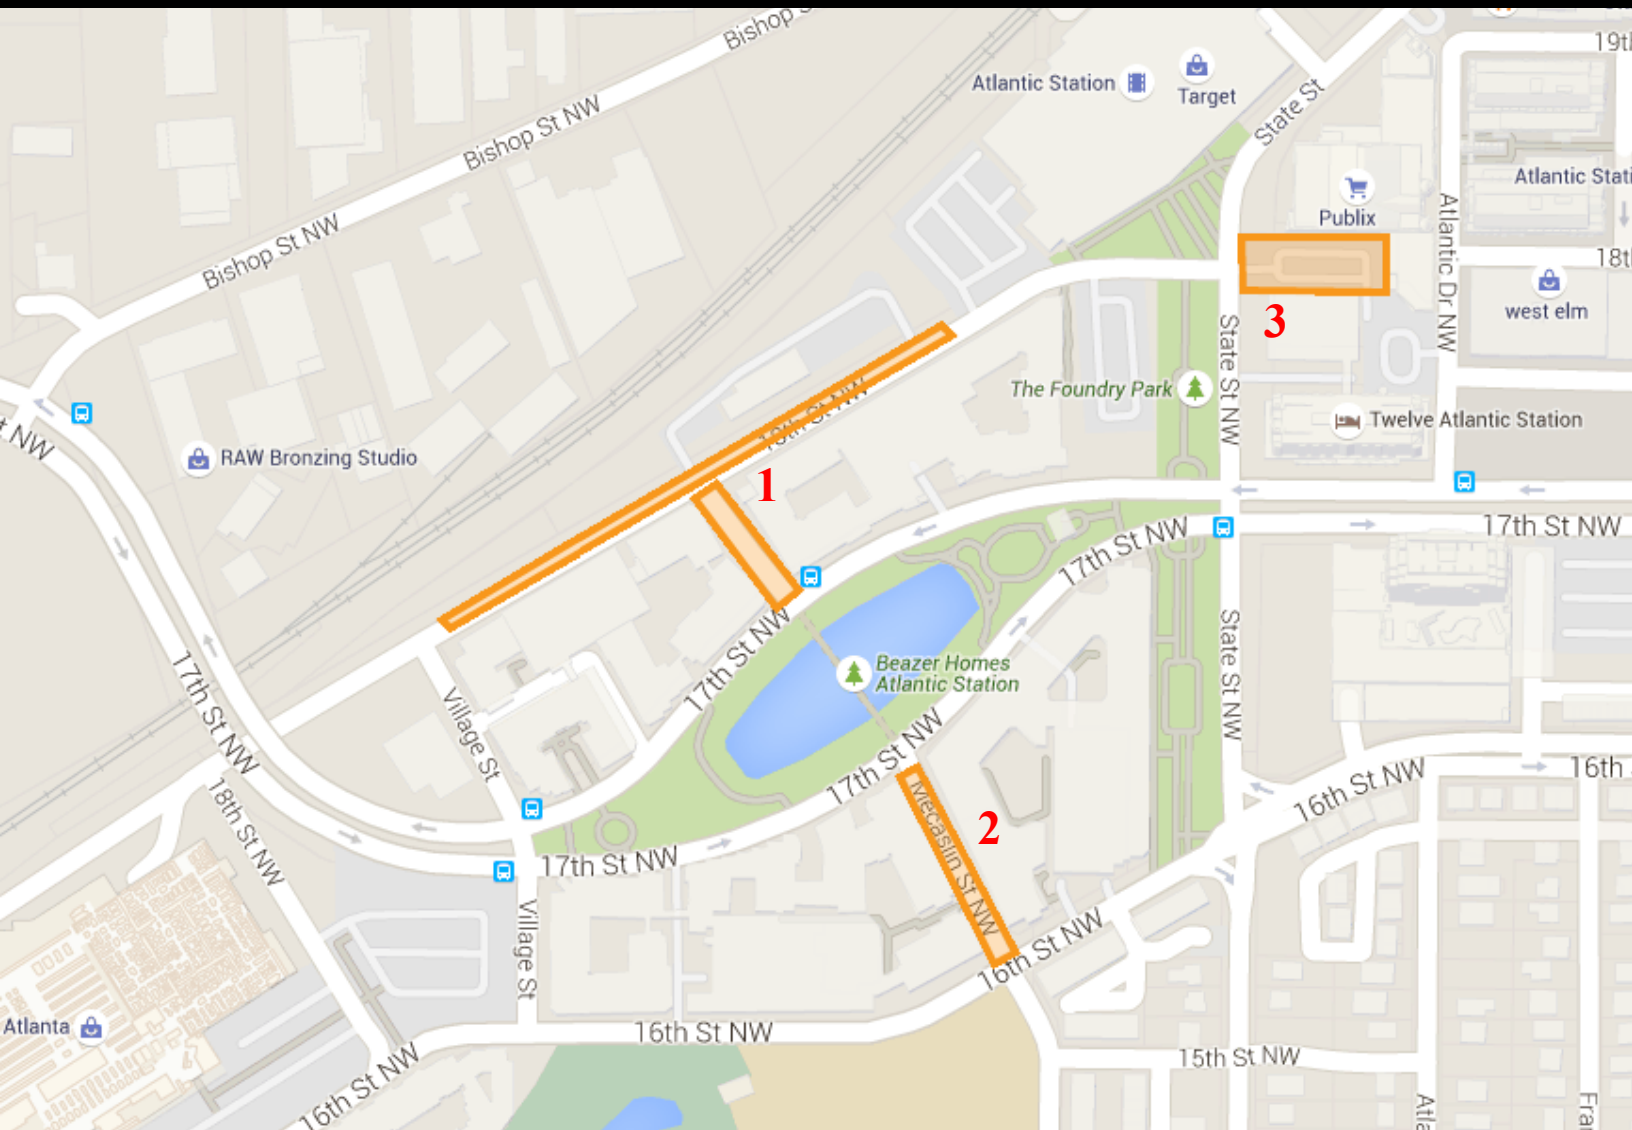 Bishop S
19th
Atlantic Station
Target
State St
Bishop St NW
Atlantic Stati
Publix
Atlantic Dr NW
Bishop St NW
18th
west elm
3
State St NW
The Foundry Park
Twelve Atlantic Station
18th St NW
t NW
RAW Bronzing Studio
1
17th St NW
17th St NW
17th St NW
Beazer Homes
Atlantic Station
State St NW
17th St NW
Village St
17th St NW
16th St NW
16th
18th St NW
Mecaslin St NW
2
17th St NW
Village St
16th St NW
Atlanta
16th St NW
15th St NW
16th St NW
Atla
Fra